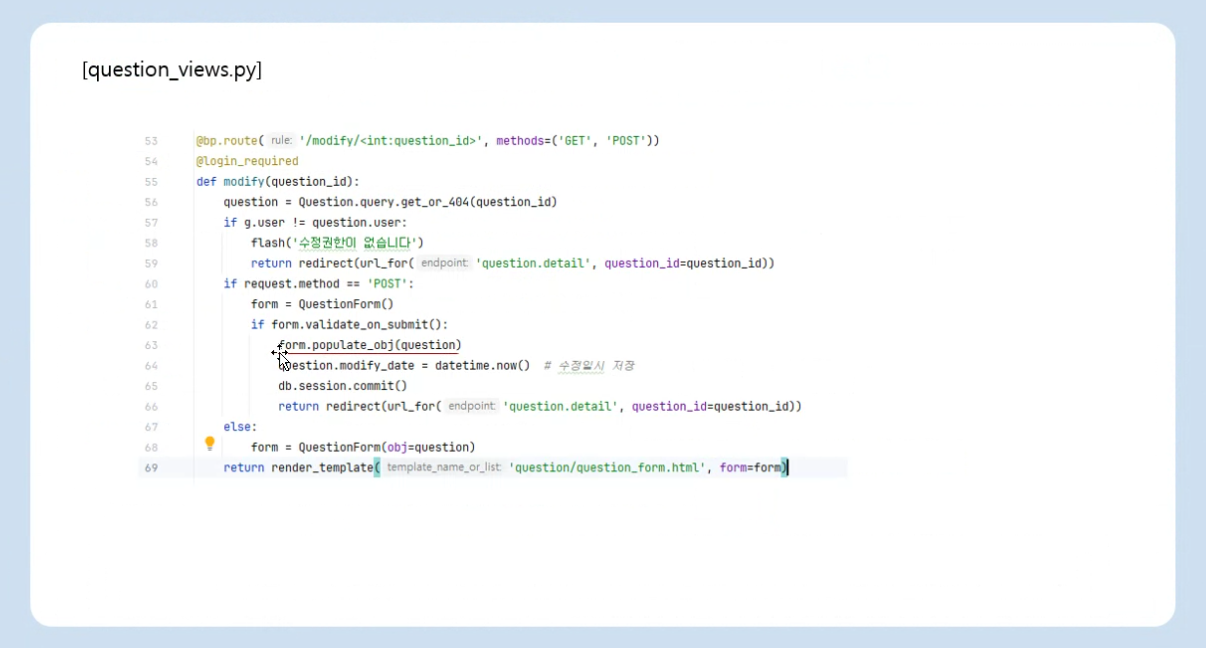 [question_views.py]
53 @bp.route( rule: '/modify/<int:question_id>', methods=('GET', 'POST'))
54 @login_required
55 def modify(question_id):
56 question = Question.query.get_or_404(question_id)
57 if g.user != question.user:
58 flash('수정권한이 없습니다')
59 return redirect(url_for( endpoint: 'question.detail', question_id=question_id))
60 if request.method == 'POST':
61 form = QuestionForm()
62 if form.validate_on_submit():
63 form.populate_obj(question)
64 question.modify_date = datetime.now() # 수정일시 저장
65 db.session.commit()
66 return redirect(url_for( endpoint: 'question.detail', question_id=question_id))
67 else:
68 form = QuestionForm(obj=question)
69 return render_template( template_name_or_list: 'question/question_form.html', form=form)